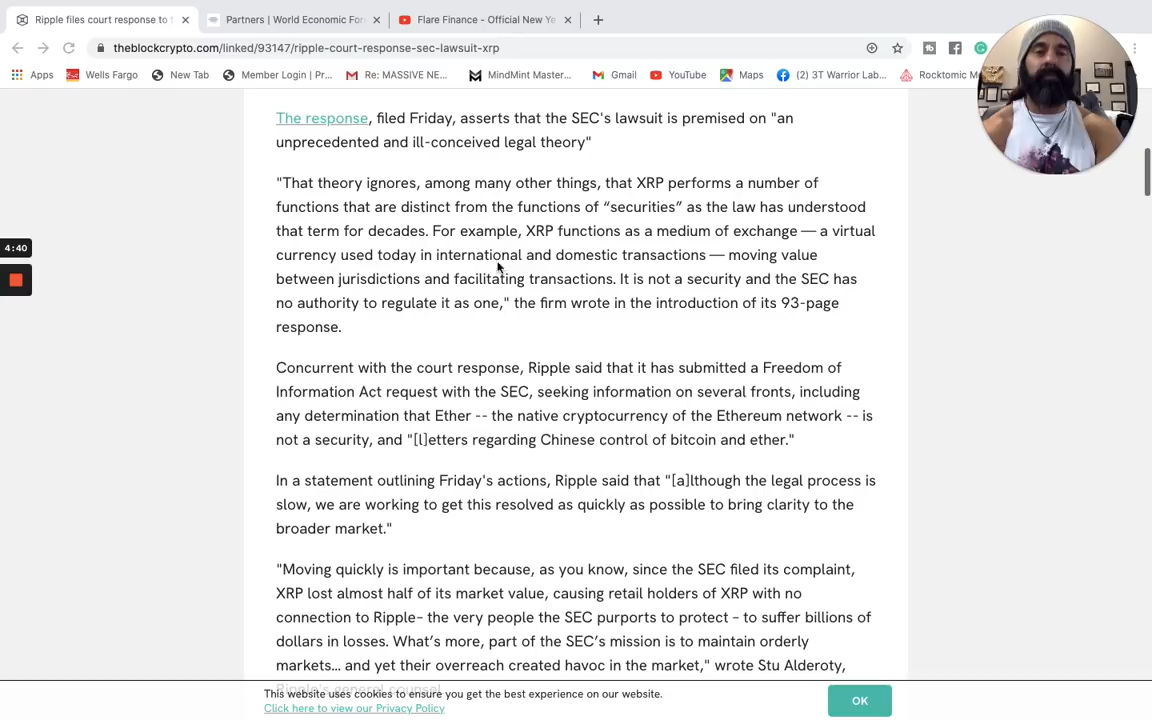 Ripple files court response to t
Partners | World Economic For
Flare Finance - Official New Ye
theblockcrypto.com/linked/93147/ripple-court-response-sec-lawsuit-xrp
Apps
Wells Fargo
New Tab
Member Login | Pr...
Re: MASSIVE NE...
MindMint Master...
Gmail
YouTube
Maps
(2) 3T Warrior Lab...
Rocktomic M
The response, filed Friday, asserts that the SEC's lawsuit is premised on "an
unprecedented and ill-conceived legal theory"
"That theory ignores, among many other things, that XRP performs a number of
functions that are distinct from the functions of “securities” as the law has understood
that term for decades. For example, XRP functions as a medium of exchange — a virtual
currency used today in international and domestic transactions — moving value
between jurisdictions and facilitating transactions. It is not a security and the SEC has
no authority to regulate it as one," the firm wrote in the introduction of its 93-page
response.
4:40
Concurrent with the court response, Ripple said that it has submitted a Freedom of
Information Act request with the SEC, seeking information on several fronts, including
any determination that Ether -- the native cryptocurrency of the Ethereum network -- is
not a security, and "[l]etters regarding Chinese control of bitcoin and ether."
In a statement outlining Friday's actions, Ripple said that "[a]lthough the legal process is
slow, we are working to get this resolved as quickly as possible to bring clarity to the
broader market."
"Moving quickly is important because, as you know, since the SEC filed its complaint,
XRP lost almost half of its market value, causing retail holders of XRP with no
connection to Ripple– the very people the SEC purports to protect – to suffer billions of
dollars in losses. What’s more, part of the SEC’s mission is to maintain orderly
markets… and yet their overreach created havoc in the market," wrote Stu Alderoty,
Ripple's general counsel
This website uses cookies to ensure you get the best experience on our website.
Click here to view our Privacy Policy
OK